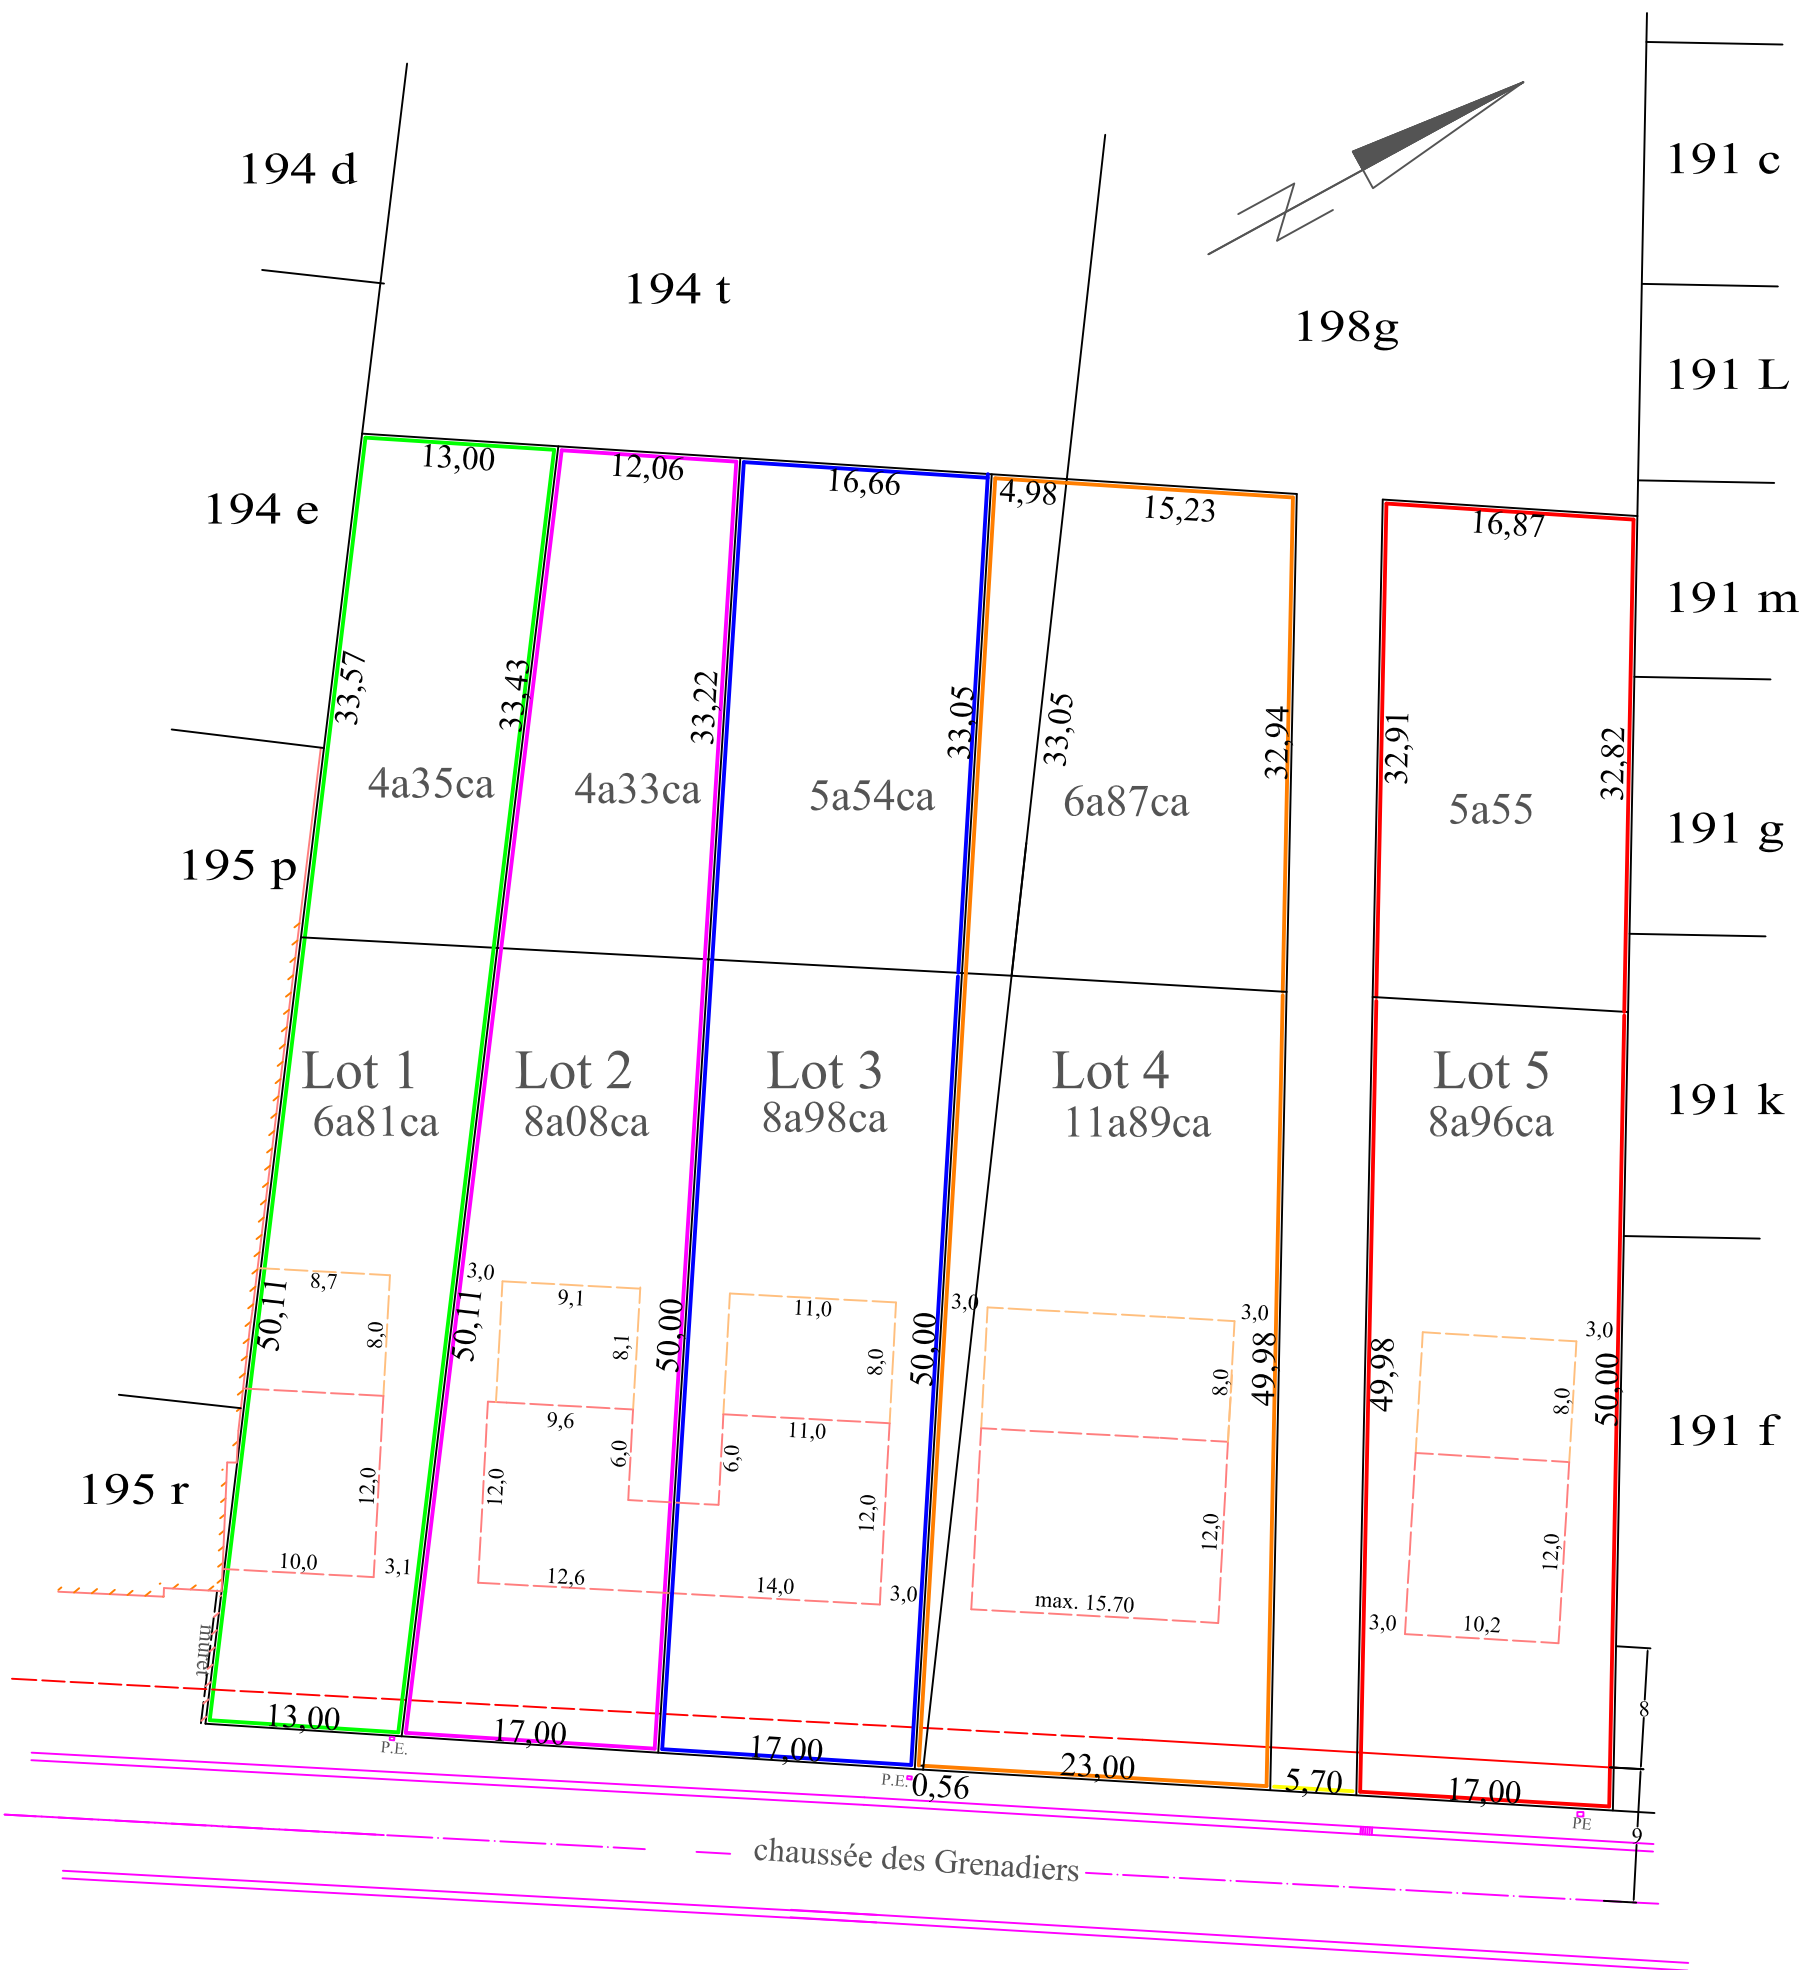 194 d
191 c
194 t
198g
191 L
13,00
12,06
16,66
4,98
15,23
16,87
194 e
191 m
33,57
33,43
33,22
33,05
33,05
32,94
32,91
32,82
4a35ca
4a33ca
5a54ca
6a87ca
5a55
191 g
195 p
Lot 1
6a81ca
Lot 2
8a08ca
Lot 3
8a98ca
Lot 4
11a89ca
Lot 5
8a96ca
191 k
8,7
3,0
9,1
11,0
3,0
3,0
3,0
50,11
8,0
50,11
8,1
50,00
8,0
50,00
8,0
49,98
49,98
8,0
50,00
191 f
9,6
11,0
195 r
12,0
12,0
6,0
6,0
12,0
12,0
12,0
10,0
3,1
12,6
14,0
3,0
max. 15.70
3,0
10,2
muret
8
13,00
17,00
17,00
23,00
5,70
17,00
P.E.
P.E.
0,56
PE
9
chaussée des Grenadiers